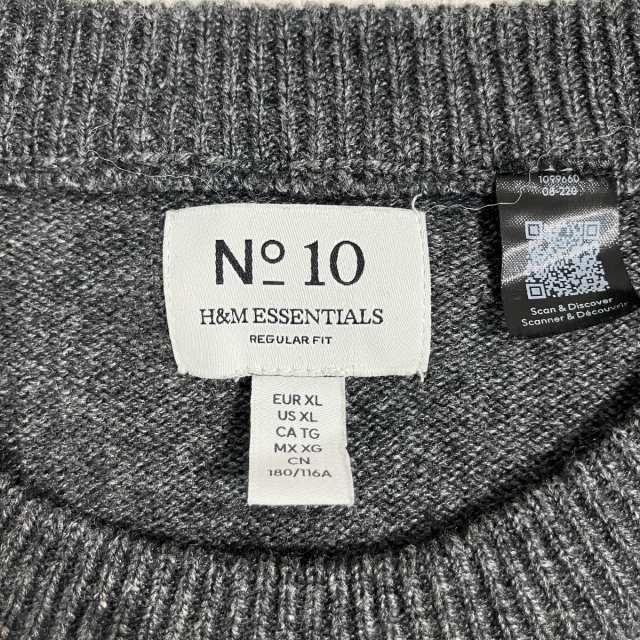 Nº 10
H&M ESSENTIALS
REGULAR FIT
EUR XL
US XL
CA TG
MX XG
CN
180/116A
1099660
08-220
Scan & Discover
Scanner & Découvrir